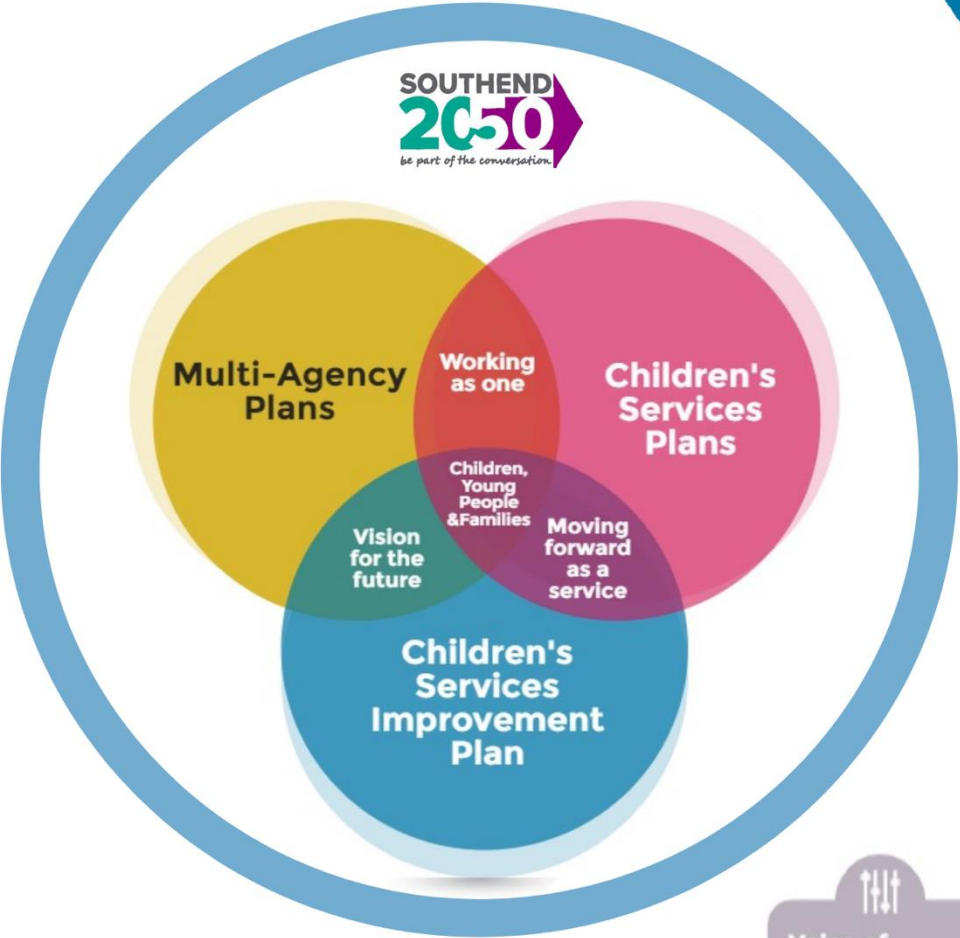 SOUTHEND
2050
be part of the conversation
Multi-Agency
Plans
Working
as one
Children's
Services
Plans
Children,
Young
People
&Families
Vision
for the
future
Moving
forward
as a
service
Children's
Services
Improvement
Plan